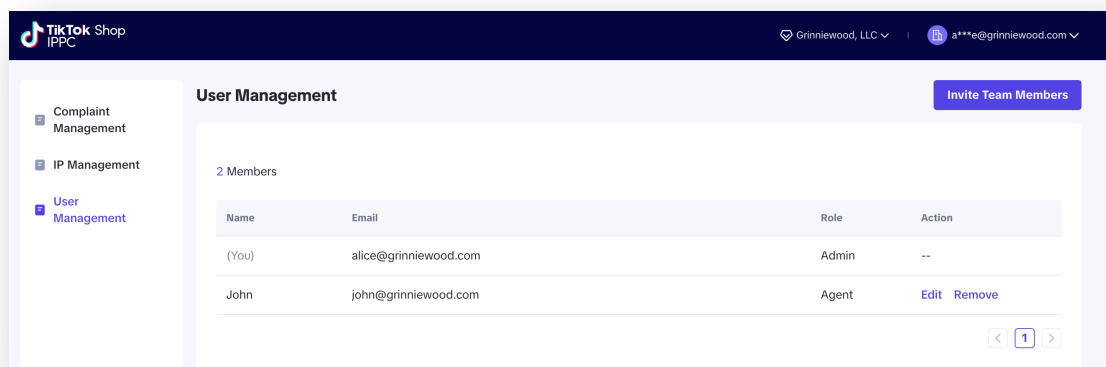 TikTok Shop
IPPC
Grinniewood, LLC
a***e@grinniewood.com
Complaint
Management
IP Management
User
Management
User Management
Invite Team Members
2 Members
Name Email Role Action
(You) alice@grinniewood.com Admin --
John john@grinniewood.com Agent Edit Remove
< 1 >